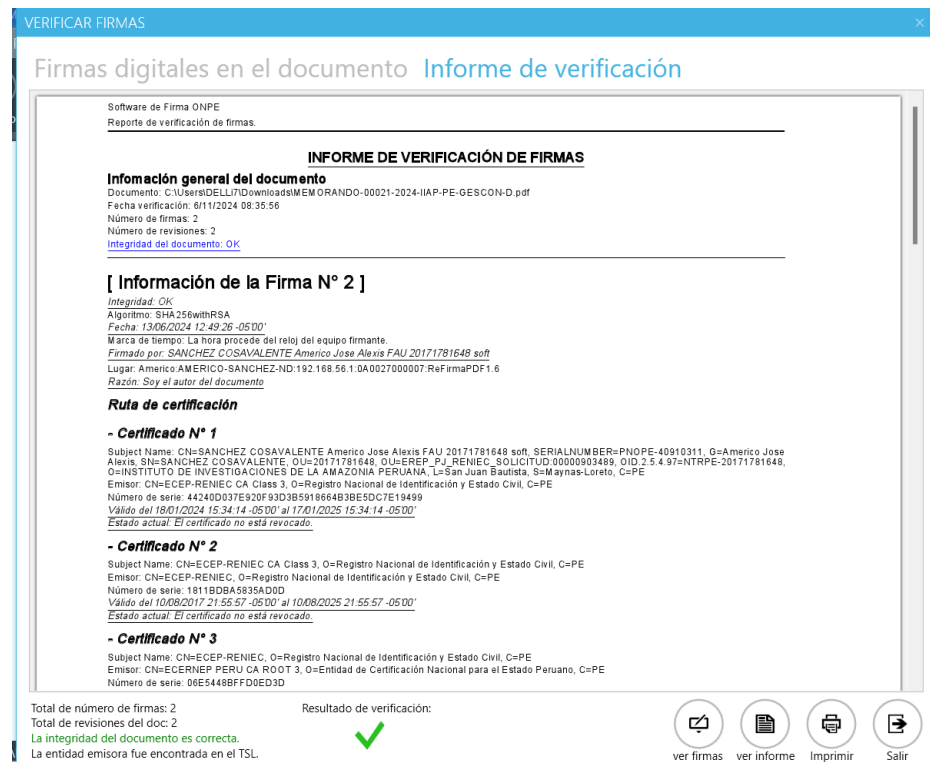 VERIFICAR FIRMAS
Firmas digitales en el documento Informe de verificación
Software de Firma ONPE
Reporte de verificación de firmas.
INFORME DE VERIFICACIÓN DE FIRMAS
Infomación general del documento
Documento: C:\Users\DELLi7\Downloads\MEMORANDO-00021-2024-IIAP-PE-GESCON-D.pdf
Fecha verificación: 6/11/2024 08:35:56
Número de firmas: 2
Número de revisiones: 2
Integridad del documento: OK
[ Información de la Firma N° 2 ]
Integridad: OK
Algoritmo: SHA256withRSA
Fecha: 13/06/2024 12:49:26 -05'00'
Marca de tiempo: La hora procede del reloj del equipo firmante.
Firmado por: SANCHEZ COSAVALENTE Americo Jose Alexis FAU 20171781648 soft
Lugar: Americo:AMERICO-SANCHEZ-ND:192.168.56.1:0A0027000007:ReFirmaPDF1.6
Razón: Soy el autor del documento
Ruta de certificación
- Certificado N° 1
Subject Name: CN=SANCHEZ COSAVALENTE Americo Jose Alexis FAU 20171781648 soft, SERIALNUMBER=PNOPE-40910311, G=Americo Jose
Alexis, SN=SANCHEZ COSAVALENTE, OU=20171781648, OU=EREP_PJ_RENIEC_SOLICITUD:00000903489, OID.2.5.4.97=NTRPE-20171781648,
O=INSTITUTO DE INVESTIGACIONES DE LA AMAZONIA PERUANA, L=San Juan Bautista, S=Maynas-Loreto, C=PE
Emisor: CN=ECEP-RENIEC CA Class 3, O=Registro Nacional de Identificación y Estado Civil, C=PE
Número de serie: 44240D037E920F93D3B5918664B3BE5DC7E19499
Válido del 18/01/2024 15:34:14 -05'00' al 17/01/2025 15:34:14 -05'00'
Estado actual: El certificado no está revocado.
- Certificado N° 2
Subject Name: CN=ECEP-RENIEC CA Class 3, O=Registro Nacional de Identificación y Estado Civil, C=PE
Emisor: CN=ECEP-RENIEC, O=Registro Nacional de Identificación y Estado Civil, C=PE
Número de serie: 1811BDBA5835AD0D
Válido del 10/08/2017 21:55:57 -05'00' al 10/08/2025 21:55:57 -05'00'
Estado actual: El certificado no está revocado.
- Certificado N° 3
Subject Name: CN=ECEP-RENIEC, O=Registro Nacional de Identificación y Estado Civil, C=PE
Emisor: CN=ECERNEP PERU CA ROOT 3, O=Entidad de Certificación Nacional para el Estado Peruano, C=PE
Número de serie: 06E5448BFFD0ED3D
Total de número de firmas: 2
Total de revisiones del doc: 2
La integridad del documento es correcta.
La entidad emisora fue encontrada en el TSL.
Resultado de verificación:
ver firmas ver informe Imprimir Salir